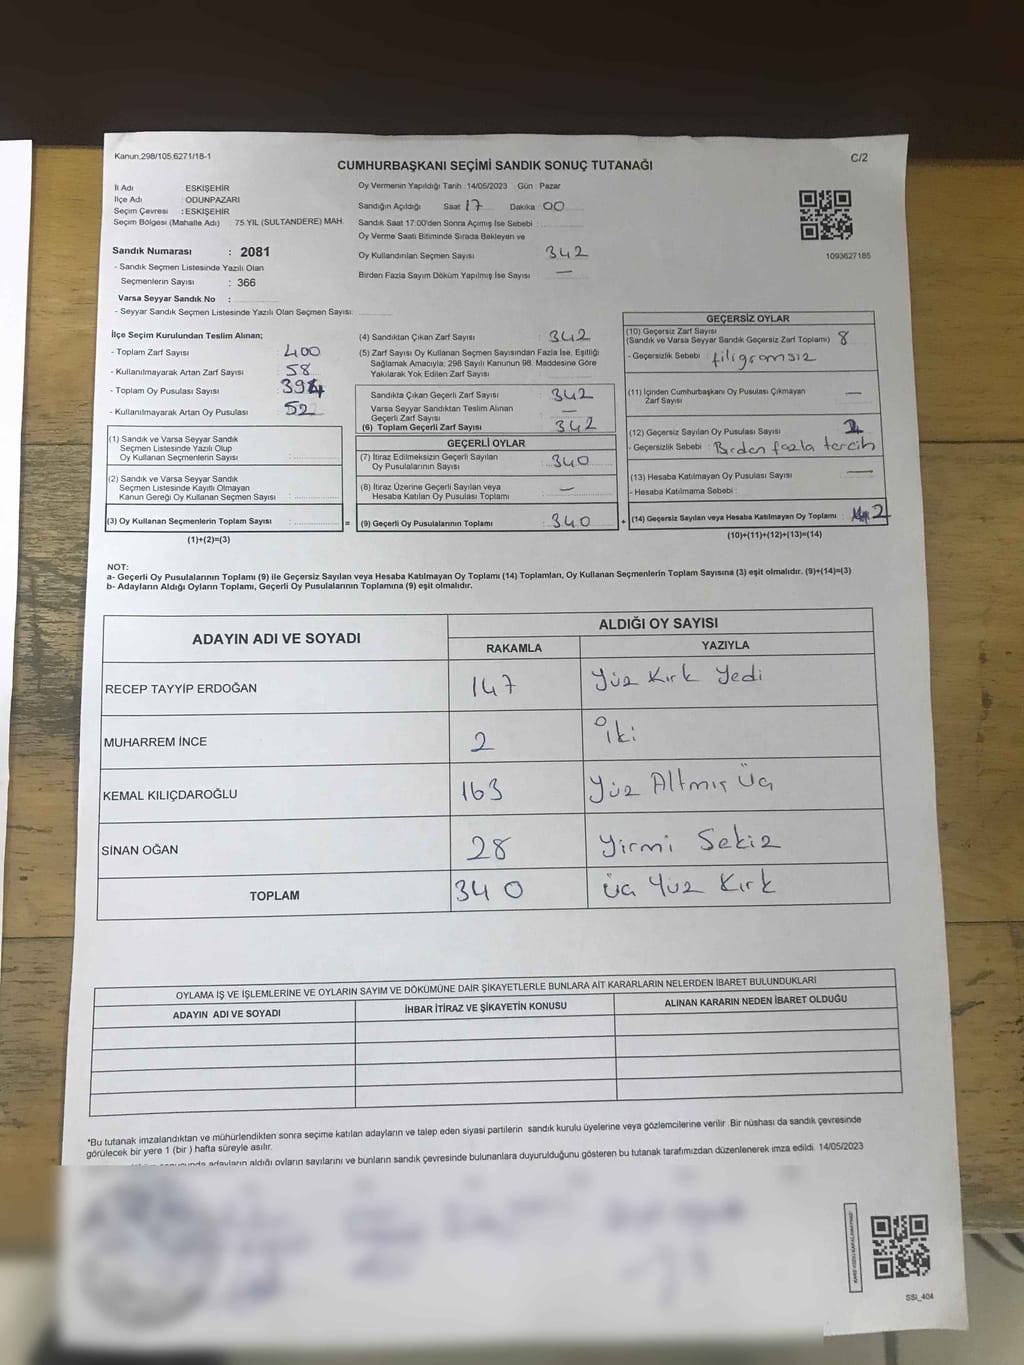 Kanun,298/105,6271/18-1
C/2
CUMHURBAŞKANI SEÇİMİ SANDIK SONUÇ TUTANAĞI
İl Adı : ESKİŞEHİR
İlçe Adı : ODUNPAZARI
Seçim Çevresi : ESKİŞEHİR
Seçim Bölgesi (Mahalle Adı) : 75 YIL (SULTANDERE) MAH.
Sandık Numarası : 2081
- Sandık Seçmen Listesinde Yazılı Olan
Seçmenlerin Sayısı : 366
Varsa Seyyar Sandık No :
- Seyyar Sandık Seçmen Listesinde Yazılı Olan Seçmen Sayısı:
Oy Vermenin Yapıldığı Tarih :14/05/2023 Gün : Pazar
Sandığın Açıldığı Saat 17 Dakika 00
Sandık Saat 17:00'den Sonra Açımış İse Sebebi :
Oy Verme Saati Bitiminde Sırada Bekleyen ve
Oy Kullandırılan Seçmen Sayısı 342
Birden Fazla Sayım Döküm Yapılmış İse Sayısı : —
1093627185
İlçe Seçim Kurulundan Teslim Alınan;
- Toplam Zarf Sayısı : 400
- Kullanılmayarak Artan Zarf Sayısı : 58
- Toplam Oy Pusulası Sayısı : 394
- Kullanılmayarak Artan Oy Pusulası : 52
(1) Sandık ve Varsa Seyyar Sandık
Seçmen Listesinde Yazılı Olup
Oy Kullanan Seçmenlerin Sayısı :
(2) Sandık ve Varsa Seyyar Sandık
Seçmen Listesinde Kayıtlı Olmayan
Kanun Gereği Oy Kullanan Seçmen Sayısı :
(3) Oy Kullanan Seçmenlerin Toplam Sayısı : =
(1)+(2)=(3)
(4) Sandıktan Çıkan Zarf Sayısı : 342
(5) Zarf Sayısı Oy Kullanan Seçmen Sayısından Fazla İse, Eşitliği
Sağlamak Amacıyla; 298 Sayılı Kanunun 98. Maddesine Göre
Yakılarak Yok Edilen Zarf Sayısı :
Sandıkta Çıkan Geçerli Zarf Sayısı : 342
Varsa Seyyar Sandıktan Teslim Alınan
Geçerli Zarf Sayısı : —
(6) Toplam Geçerli Zarf Sayısı : 342
GEÇERLİ OYLAR
(7) İtiraz Edilmeksizin Geçerli Sayılan
Oy Pusulalarının Sayısı : 340
(8) İtiraz Üzerine Geçerli Sayılan veya
Hesaba Katılan Oy Pusulası Toplamı : —
(9) Geçerli Oy Pusulalarının Toplamı : 340 +
GEÇERSİZ OYLAR
(10) Geçersiz Zarf Sayısı
(Sandık ve Varsa Seyyar Sandık Geçersiz Zarf Toplamı) : 8
- Geçersizlik Sebebi : filigramsız
(11) İçinden Cumhurbaşkanı Oy Pusulası Çıkmayan
Zarf Sayısı : —
(12) Geçersiz Sayılan Oy Pusulası Sayısı :
- Geçersizlik Sebebi : Birden fazla tercih
(13) Hesaba Katılmayan Oy Pusulası Sayısı : —
- Hesaba Katılmama Sebebi :
(14) Geçersiz Sayılan veya Hesaba Katılmayan Oy Toplamı : 2
(10)+(11)+(12)+(13)=(14)
NOT:
a- Geçerli Oy Pusulalarının Toplamı (9) ile Geçersiz Sayılan veya Hesaba Katılmayan Oy Toplamı (14) Toplamları, Oy Kullanan Seçmenlerin Toplam Sayısına (3) eşit olmalıdır. (9)+(14)=(3)
b- Adayların Aldığı Oyların Toplamı, Geçerli Oy Pusulalarının Toplamına (9) eşit olmalıdır.
ADAYIN ADI VE SOYADI
ALDIĞI OY SAYISI
RAKAMLA YAZIYLA
RECEP TAYYİP ERDOĞAN 147 Yüz Kırk Yedi
MUHARREM İNCE 2 İki
KEMAL KILIÇDAROĞLU 163 Yüz Altmış Üç
SİNAN OĞAN 28 Yirmi Sekiz
TOPLAM 340 Üç Yüz Kırk
OYLAMA İŞ VE İŞLEMLERİNE VE OYLARIN SAYIM VE DÖKÜMÜNE DAİR ŞİKAYETLERLE BUNLARA AİT KARARLARIN NELERDEN İBARET BULUNDUKLARI
ADAYIN ADI VE SOYADI İHBAR İTİRAZ VE ŞİKAYETİN KONUSU ALINAN KARARIN NEDEN İBARET OLDUĞU
*Bu tutanak imzalandıktan ve mühürlendikten sonra seçime katılan adayların ve talep eden siyasi partilerin sandık kurulu üyelerine veya gözlemcilerine verilir. Bir nüshası da sandık çevresinde
görülecek bir yere 1 (bir ) hafta süreyle asılır.
adayların aldığı oyların sayılarını ve bunların sandık çevresinde bulunanlara duyurulduğunu gösteren bu tutanak tarafımızdan düzenlenerek imza edildi. 14/05/2023
SSI_404